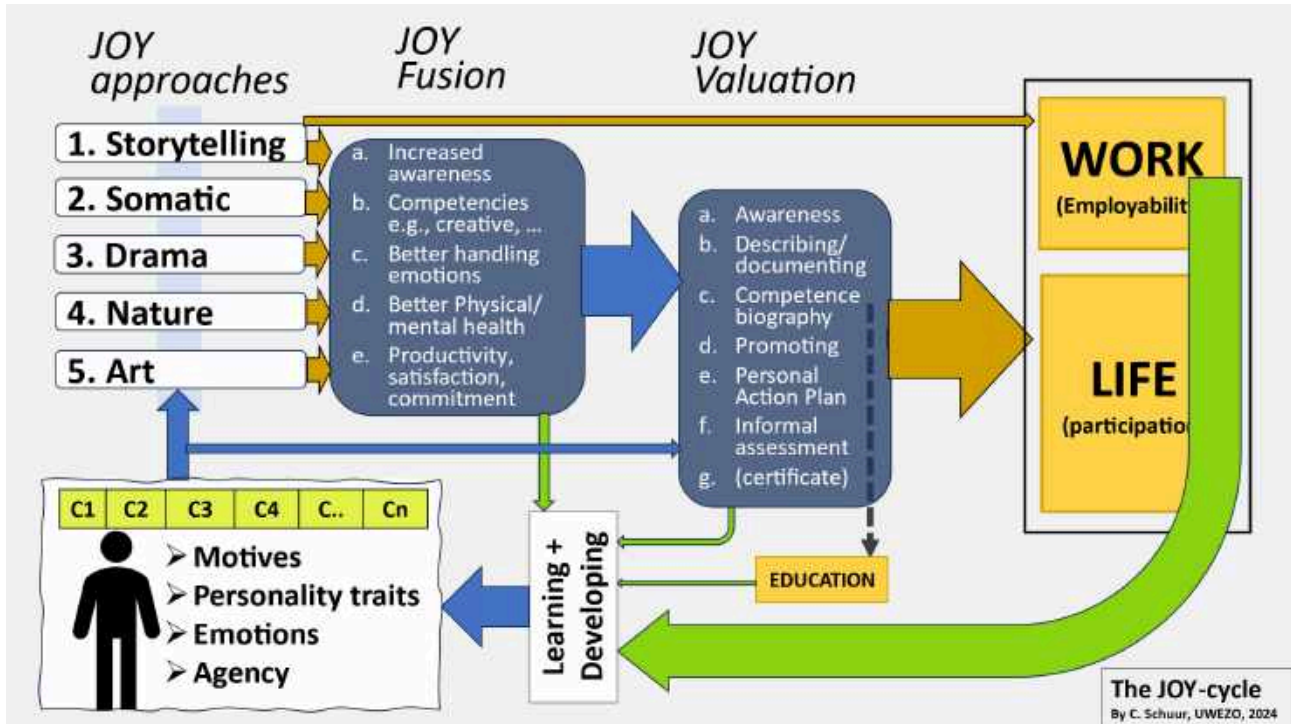 JOY
approaches
JOY
Fusion
JOY
Valuation
1. Storytelling
2. Somatic
3. Drama
4. Nature
5. Art
a. Increased
awareness
b. Competencies
e.g., creative, ...
c. Better handling
emotions
d. Better Physical/
mental health
e. Productivity,
satisfaction,
commitment
a. Awareness
b. Describing/
documenting
c. Competence
biography
d. Promoting
e. Personal
Action Plan
f. Informal
assessment
g. (certificate)
WORK
(Employabilit
LIFE
(participatio
C1 C2 C3 C4 C.. Cn
➢ Motives
➢ Personality traits
➢ Emotions
➢ Agency
Learning +
Developing
EDUCATION
The JOY-cycle
By C. Schuur, UWEZO, 2024